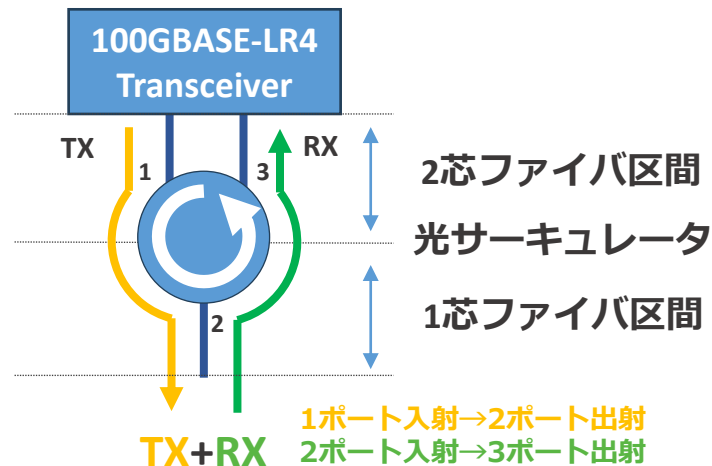 100GBASE-LR4
Transceiver
TX
1
3
RX
2芯ファイバ区間
光サーキュレータ
1芯ファイバ区間
2
TX+RX
1ポート入射→2ポート出射
2ポート入射→3ポート出射